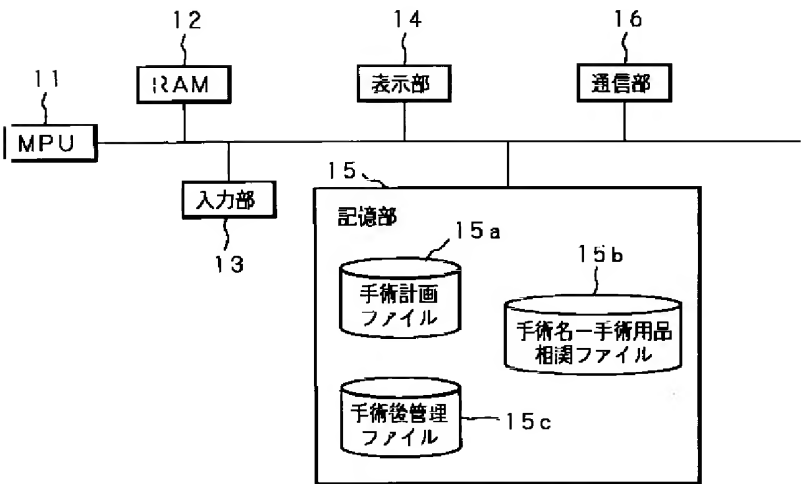 12
14
16
11
RAM
表示部
通信部
MPU
15
入力部
記憶部
13
15a
15b
手術計画
ファイル
手術名ー手術用品
相関ファイル
手術後管理
ファイル
15c